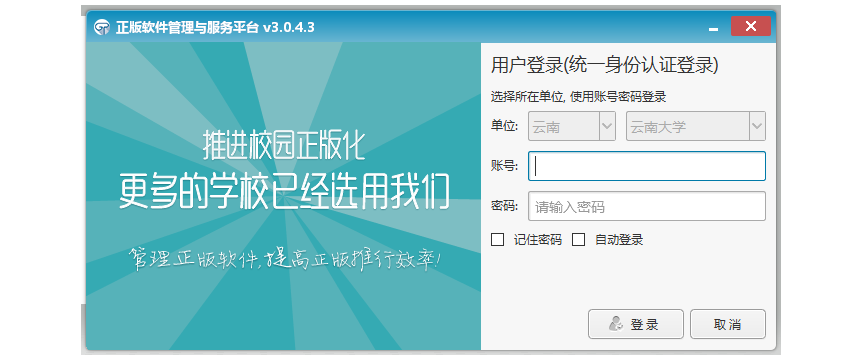 正版软件管理与服务平台 v3.0.4.3
推进校园正版化
更多的学校已经选用我们
管理正版软件,提高正版推行效率!
用户登录(统一身份认证登录)
选择所在单位, 使用账号密码登录
单位: 云南 云南大学
账号:
密码: 请输入密码
记住密码 自动登录
登录 取消